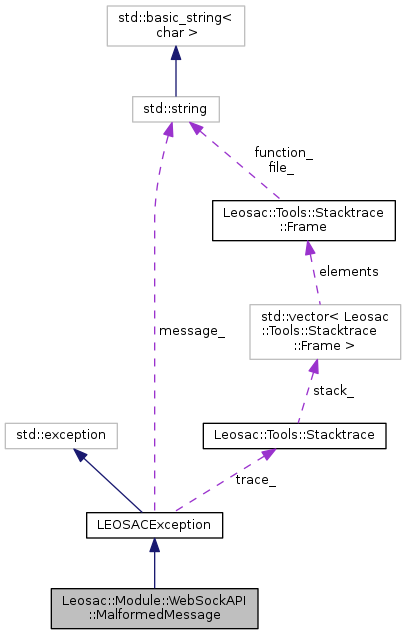 std::basic_string<
char >
std::string
function_
file_
Leosac::Tools::Stacktrace
::Frame
elements
message_
std::vector< Leosac
::Tools::Stacktrace
::Frame >
stack_
std::exception
Leosac::Tools::Stacktrace
trace_
LEOSACException
Leosac::Module::WebSockAPI
::MalformedMessage